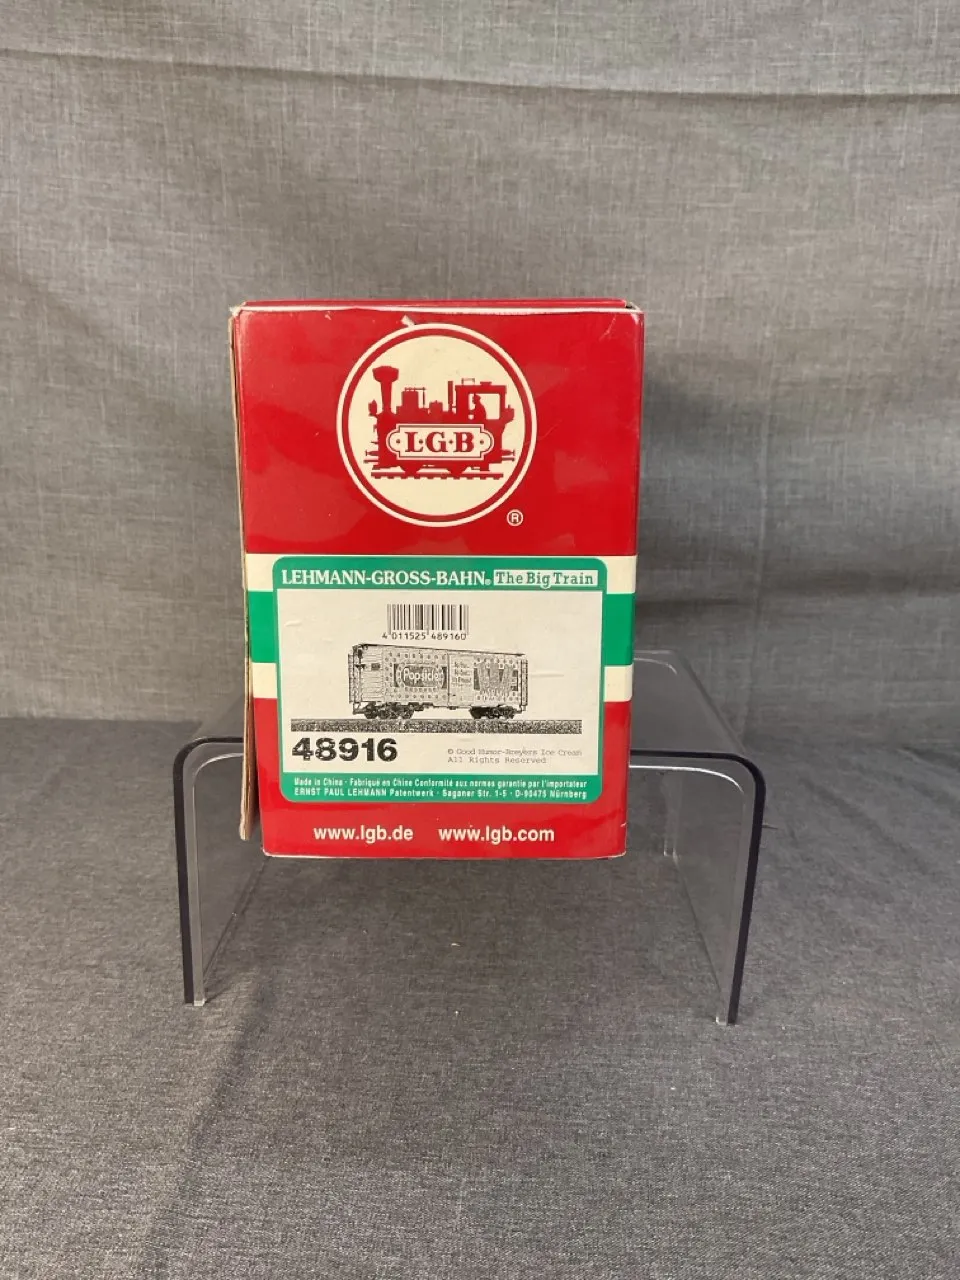 L·G·B
®
LEHMANN-GROSS-BAHN® The Big Train
4 011525 489160
Popsicle
48916
© Good Humor-Breyers Ice Cream
All Rights Reserved
Made in China · Fabriqué en Chine Conformité aux normes garantie par l'importateur
ERNST PAUL LEHMANN Patentwerk · Saganer Str. 1-5 · D-90475 Nürnberg
www.lgb.de www.lgb.com